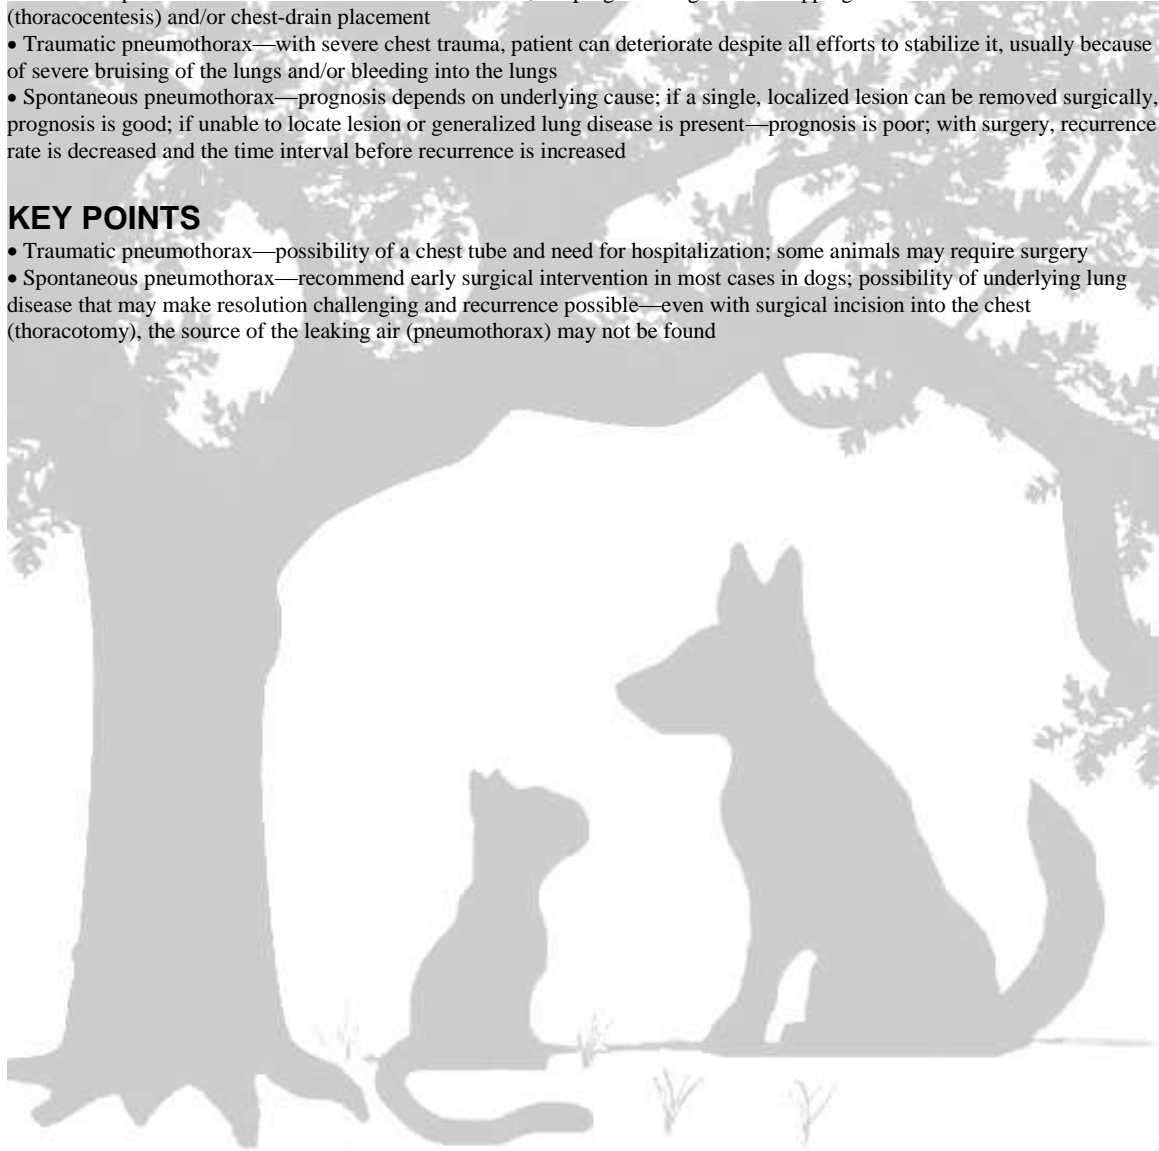 (thoracocentesis) and/or chest-drain placement
• Traumatic pneumothorax—with severe chest trauma, patient can deteriorate despite all efforts to stabilize it, usually because
of severe bruising of the lungs and/or bleeding into the lungs
• Spontaneous pneumothorax—prognosis depends on underlying cause; if a single, localized lesion can be removed surgically,
prognosis is good; if unable to locate lesion or generalized lung disease is present—prognosis is poor; with surgery, recurrence
rate is decreased and the time interval before recurrence is increased
KEY POINTS
• Traumatic pneumothorax—possibility of a chest tube and need for hospitalization; some animals may require surgery
• Spontaneous pneumothorax—recommend early surgical intervention in most cases in dogs; possibility of underlying lung
disease that may make resolution challenging and recurrence possible—even with surgical incision into the chest
(thoracotomy), the source of the leaking air (pneumothorax) may not be found